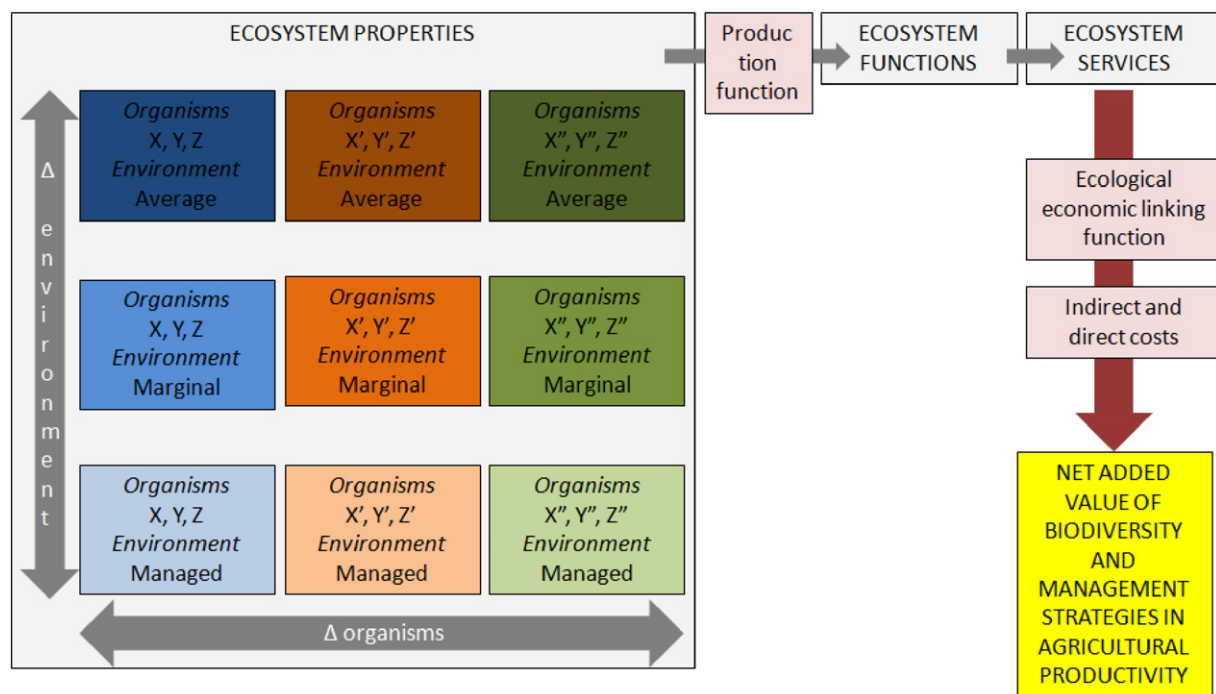 ECOSYSTEM PROPERTIES
Produc
tion
function
ECOSYSTEM
FUNCTIONS
ECOSYSTEM
SERVICES
Δ environment
Organisms
X, Y, Z
Environment
Average
Organisms
X’, Y’, Z’
Environment
Average
Organisms
X”, Y”, Z”
Environment
Average
Organisms
X, Y, Z
Environment
Marginal
Organisms
X’, Y’, Z’
Environment
Marginal
Organisms
X”, Y”, Z”
Environment
Marginal
Organisms
X, Y, Z
Environment
Managed
Organisms
X’, Y’, Z’
Environment
Managed
Organisms
X”, Y”, Z”
Environment
Managed
Δ organisms
Ecological
economic linking
function
Indirect and
direct costs
NET ADDED
VALUE OF
BIODIVERSITY
AND
MANAGEMENT
STRATEGIES IN
AGRICULTURAL
PRODUCTIVITY